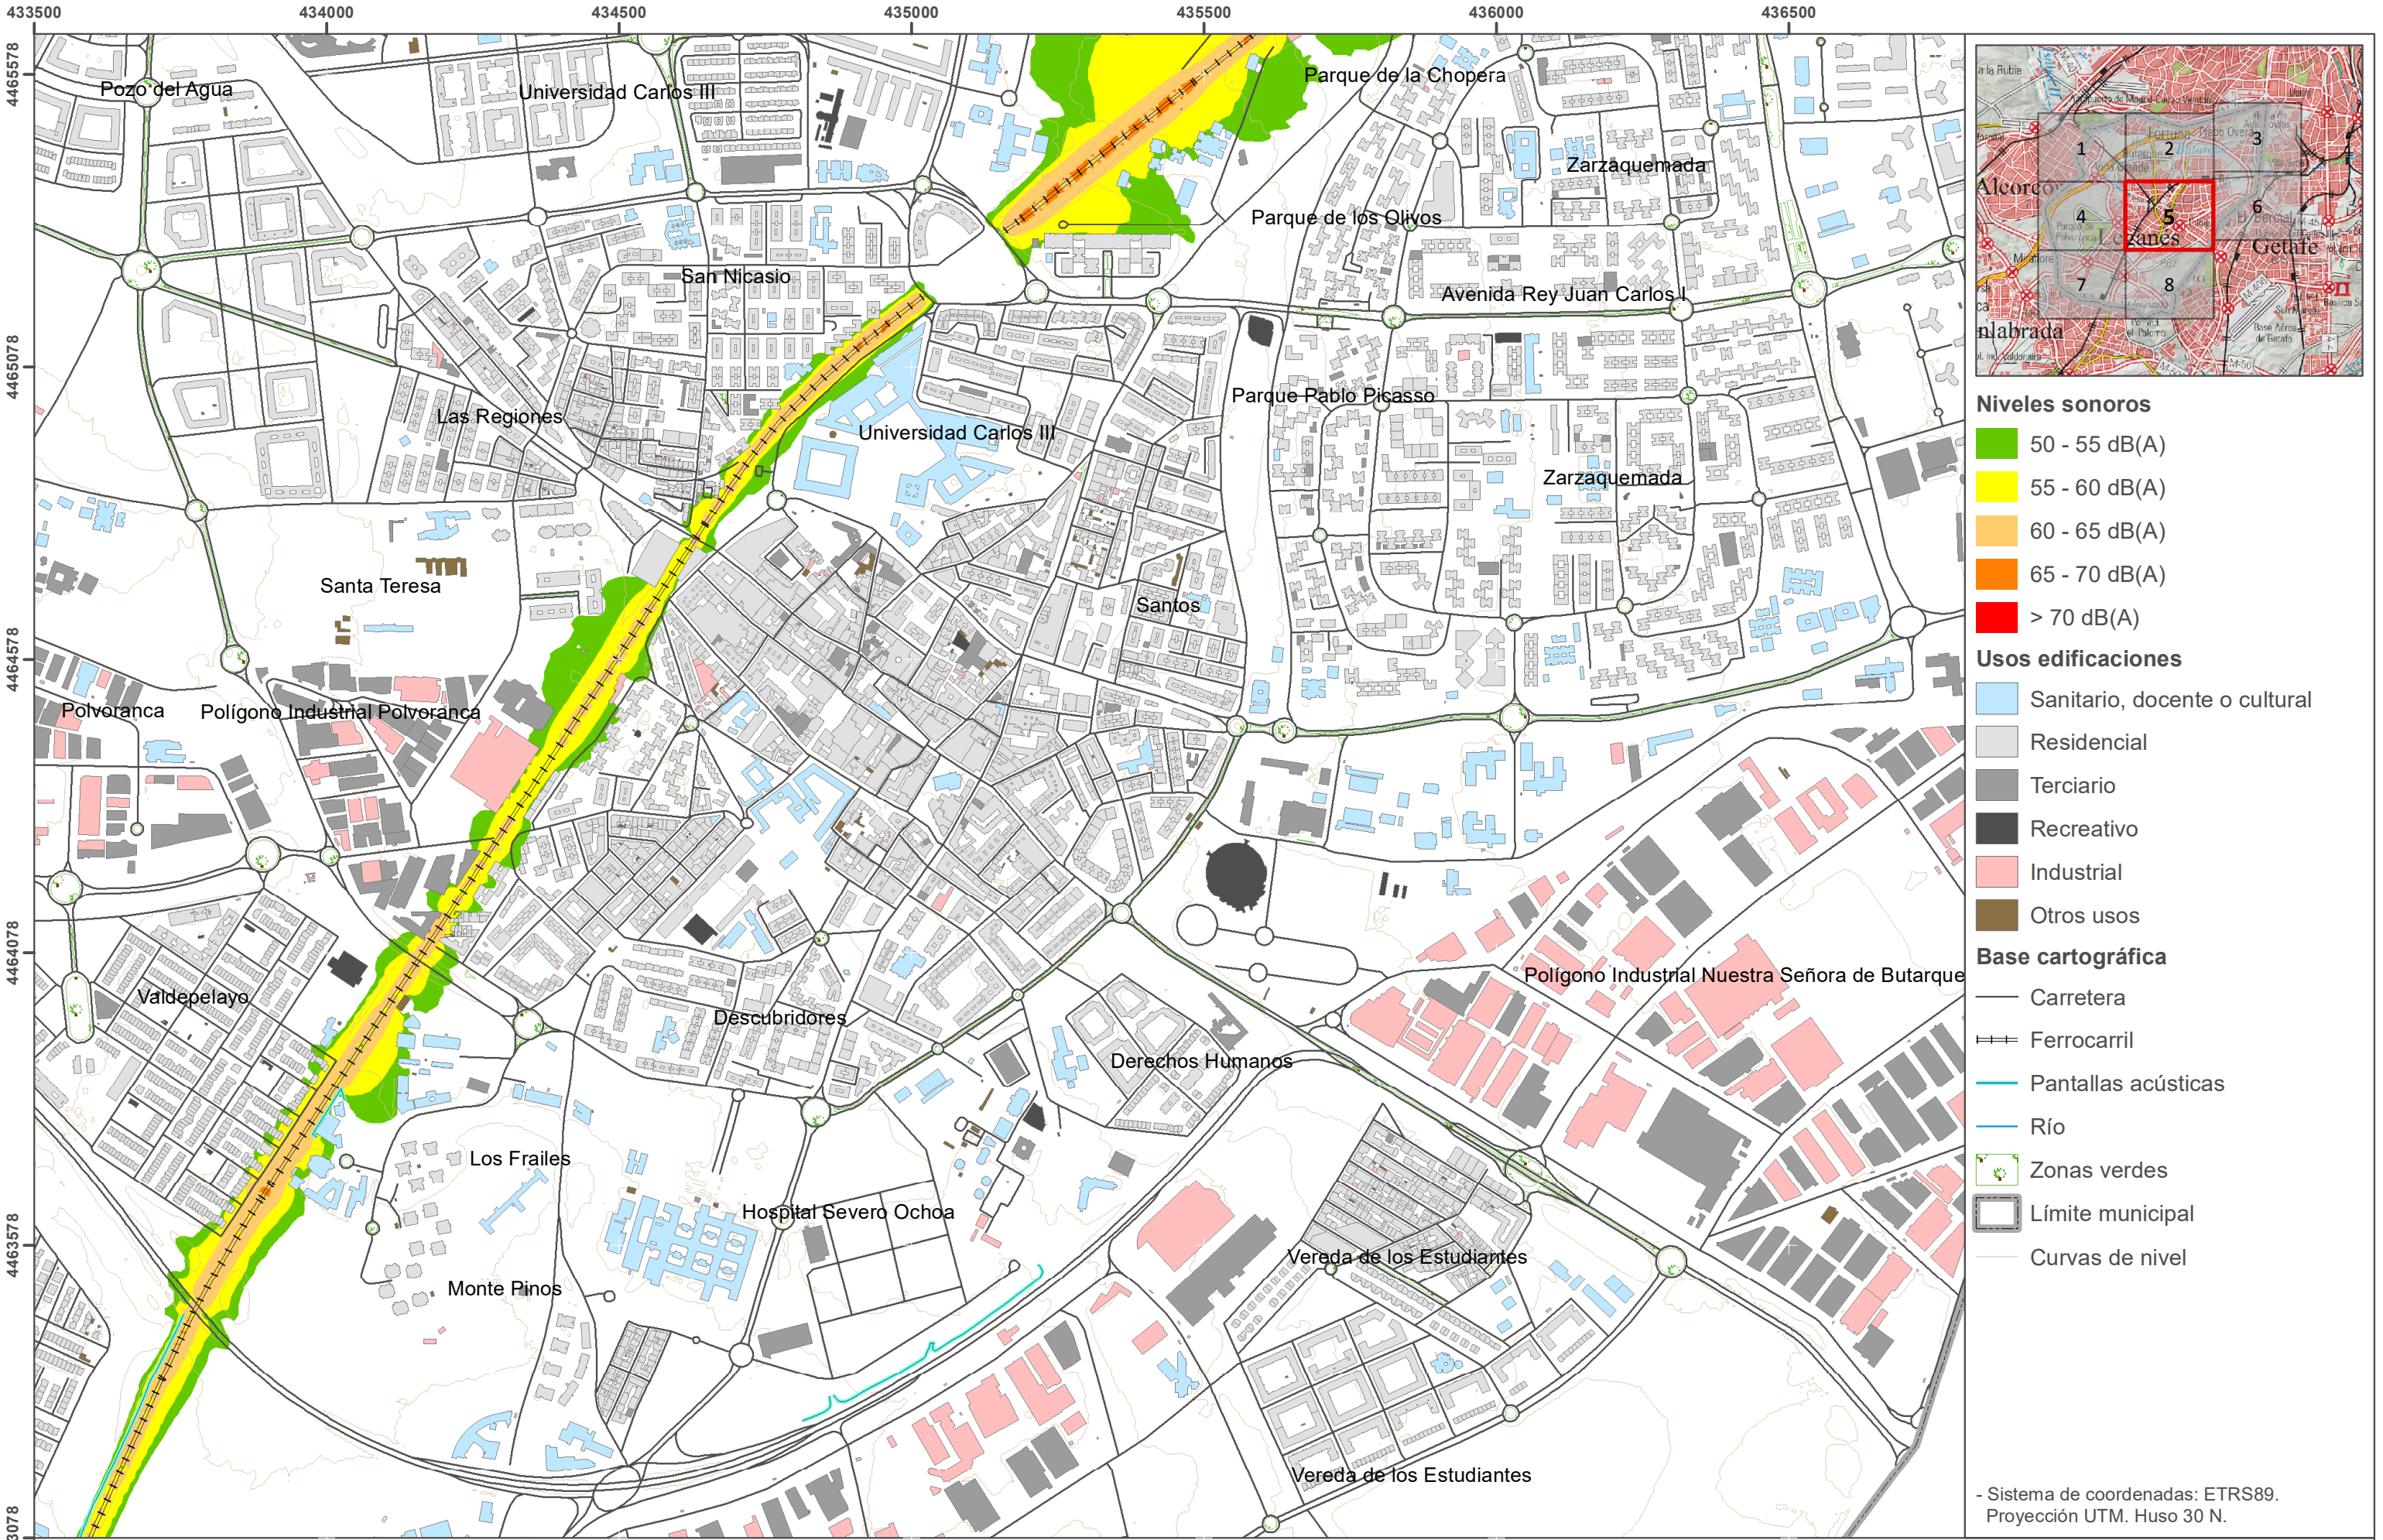 433500 434000 434500 435000 435500 436000 436500
4465578
4465078
4464578
4464078
4463578
3078
Pozo del Agua
Universidad Carlos III
Parque de la Chopera
Zarzaquemada
Parque de los Olivos
San Nicasio
Avenida Rey Juan Carlos I
Las Regiones
Parque Pablo Picasso
Universidad Carlos III
Zarzaquemada
Santa Teresa
Santos
Polvoranca
Polígono Industrial Polvoranca
Polígono Industrial Nuestra Señora de Butarque
Valdepelayo
Descubridores
Derechos Humanos
Los Frailes
Hospital Severo Ochoa
Vereda de los Estudiantes
Monte Pinos
Vereda de los Estudiantes
1
2
3
4
5
6
7
8
Alcorco
Getafe
nlabrada
Niveles sonoros
50 - 55 dB(A)
55 - 60 dB(A)
60 - 65 dB(A)
65 - 70 dB(A)
> 70 dB(A)
Usos edificaciones
Sanitario, docente o cultural
Residencial
Terciario
Recreativo
Industrial
Otros usos
Base cartográfica
Carretera
Ferrocarril
Pantallas acústicas
Río
Zonas verdes
Límite municipal
Curvas de nivel
- Sistema de coordenadas: ETRS89.
Proyección UTM. Huso 30 N.